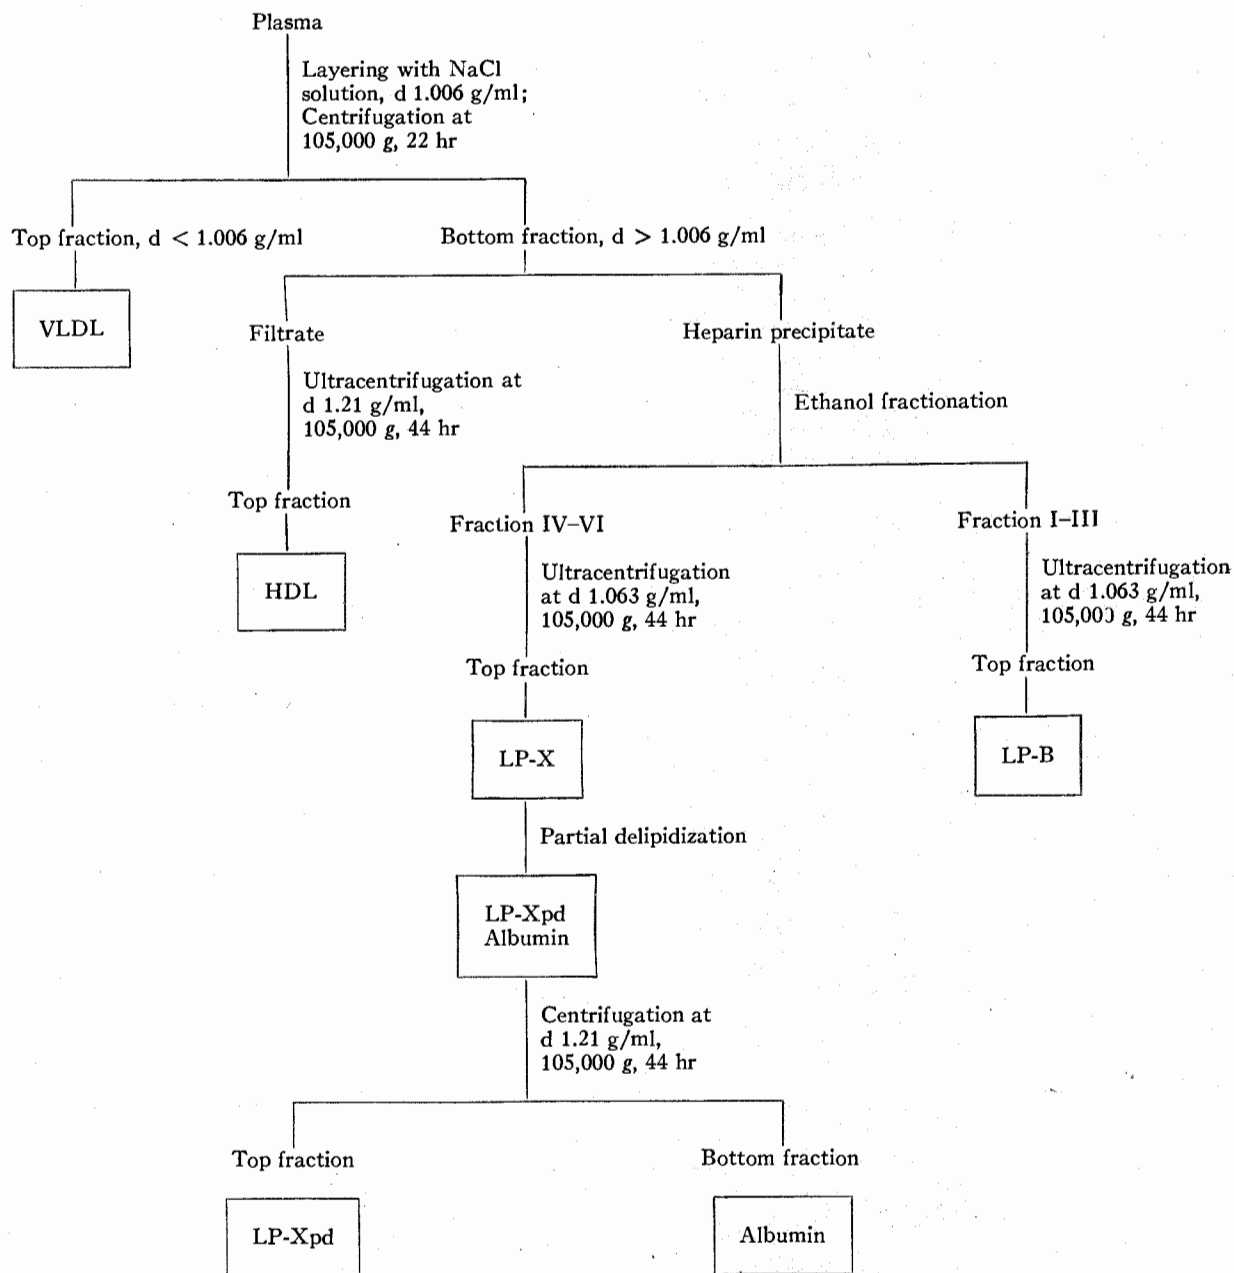 Plasma
Layering with NaCl
solution, d 1.006 g/ml;
Centrifugation at
105,000 g, 22 hr
Top fraction, d < 1.006 g/ml
Bottom fraction, d > 1.006 g/ml
VLDL
Filtrate
Heparin precipitate
Ultracentrifugation at
d 1.21 g/ml,
105,000 g, 44 hr
Ethanol fractionation
Top fraction
Fraction IV–VI
Fraction I–III
HDL
Ultracentrifugation
at d 1.063 g/ml,
105,000 g, 44 hr
Ultracentrifugation
at d 1.063 g/ml,
105,000 g, 44 hr
Top fraction
Top fraction
LP-X
LP-B
Partial delipidization
LP-Xpd
Albumin
Centrifugation at
d 1.21 g/ml,
105,000 g, 44 hr
Top fraction
Bottom fraction
LP-Xpd
Albumin